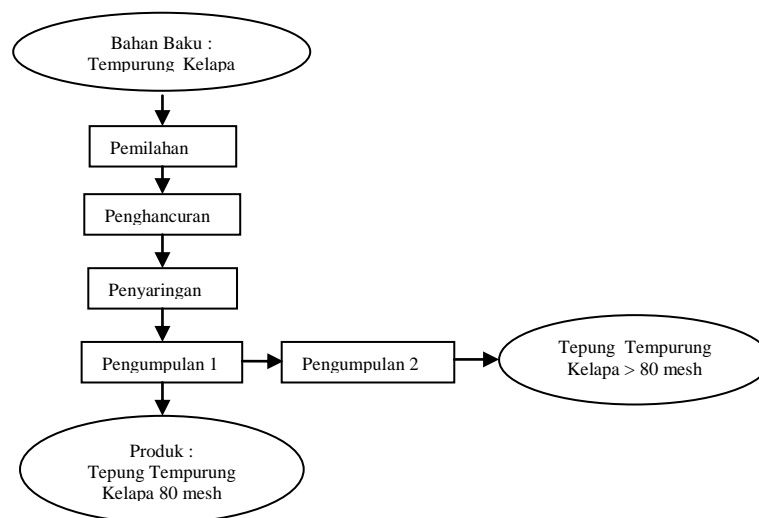 Bahan Baku :
Tempurung Kelapa
Pemilahan
Penghancuran
Penyaringan
Pengumpulan 1
Pengumpulan 2
Tepung Tempurung
Kelapa > 80 mesh
Produk :
Tepung Tempurung
Kelapa 80 mesh